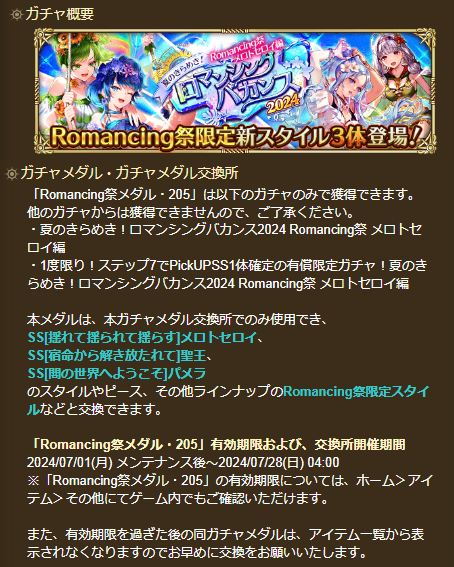 ガチャ概要
夏のきらめき!
Romancing祭
メロトセロイ編
ロマンシング
バカンス
2024
Romancing祭限定新スタイル3体登場!
ガチャメダル・ガチャメダル交換所
「Romancing祭メダル・205」は以下のガチャのみで獲得できます。
他のガチャからは獲得できませんので、ご了承ください。
・夏のきらめき!ロマンシングバカンス2024 Romancing祭 メロトセ
ロイ編
・1度限り!ステップ7でPickUPSS1体確定の有償限定ガチャ!夏のき
らめき!ロマンシングバカンス2024 Romancing祭 メロトセロイ編
本メダルは、本ガチャメダル交換所でのみ使用でき、
SS[揺れて揺られて揺らす]メロトセロイ、
SS[宿命から解き放たれて]聖王、
SS[闇の世界へようこそ]パメラ
のスタイルやピース、その他ラインナップのRomancing祭限定スタイ
ルなどと交換できます。
「Romancing祭メダル・205」有効期限および、交換所開催期間
2024/07/01(月) メンテナンス後~2024/07/28(日) 04:00
※「Romancing祭メダル・205」の有効期限については、ホーム＞アイ
テム＞その他にてゲーム内でもご確認いただけます。
また、有効期限を過ぎた後の同ガチャメダルは、アイテム一覧から表
示されなくなりますのでお早めに交換をお願いいたします。